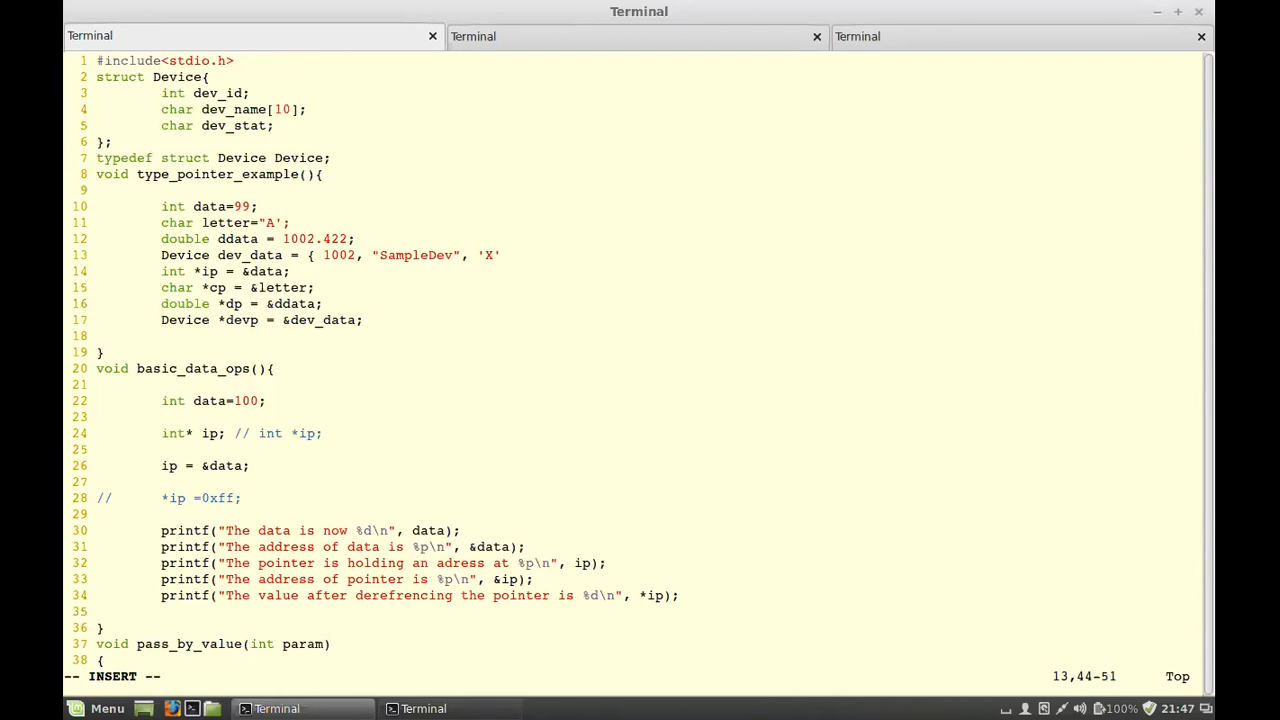 Terminal
Terminal
Terminal
Terminal
1 #include<stdio.h>
2 struct Device{
3         int dev_id;
4         char dev_name[10];
5         char dev_stat;
6 };
7 typedef struct Device Device;
8 void type_pointer_example(){
9
10         int data=99;
11         char letter="A';
12         double ddata = 1002.422;
13         Device dev_data = { 1002, "SampleDev", 'X'
14         int *ip = &data;
15         char *cp = &letter;
16         double *dp = &ddata;
17         Device *devp = &dev_data;
18
19 }
20 void basic_data_ops(){
21
22         int data=100;
23
24         int* ip; // int *ip;
25
26         ip = &data;
27
28 //      *ip =0xff;
29
30         printf("The data is now %d\n", data);
31         printf("The address of data is %p\n", &data);
32         printf("The pointer is holding an adress at %p\n", ip);
33         printf("The address of pointer is %p\n", &ip);
34         printf("The value after derefrencing the pointer is %d\n", *ip);
35
36 }
37 void pass_by_value(int param)
38 {
-- INSERT -- 13,44-51 Top
Menu Terminal Terminal 100% 21:47